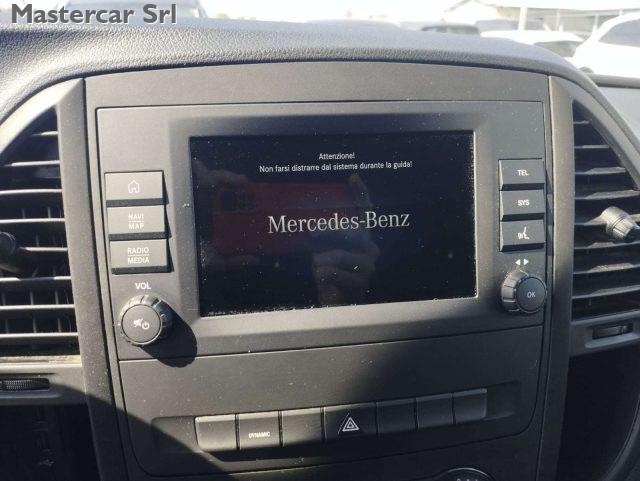 Mastercar Srl
Attenzione!
Non farsi distrarre dal sistema durante la guida!
Mercedes-Benz
NAVI
MAP
RADIO
MEDIA
VOL
TEL
SYS
OK
DYNAMIC